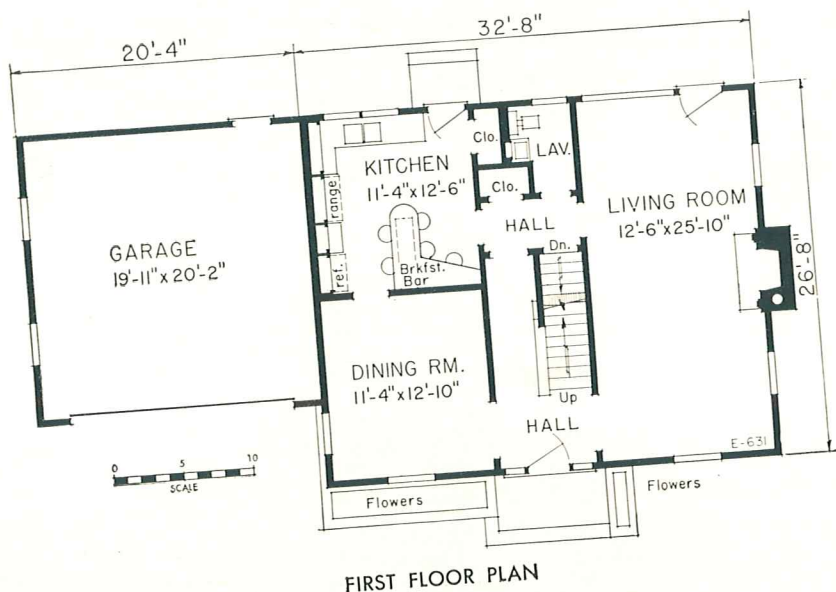 20'-4"
32'-8"
KITCHEN
11'-4"x12'-6"
Clo.
LAV.
Clo.
range
ref.
Brkfst.
Bar
HALL
Dn.
LIVING ROOM
12'-6"x25'-10"
26'-8"
GARAGE
19'-11"x20'-2"
DINING RM.
11'-4"x12'-10"
Up
HALL
E-631
0 5 10
SCALE
Flowers
Flowers
FIRST FLOOR PLAN